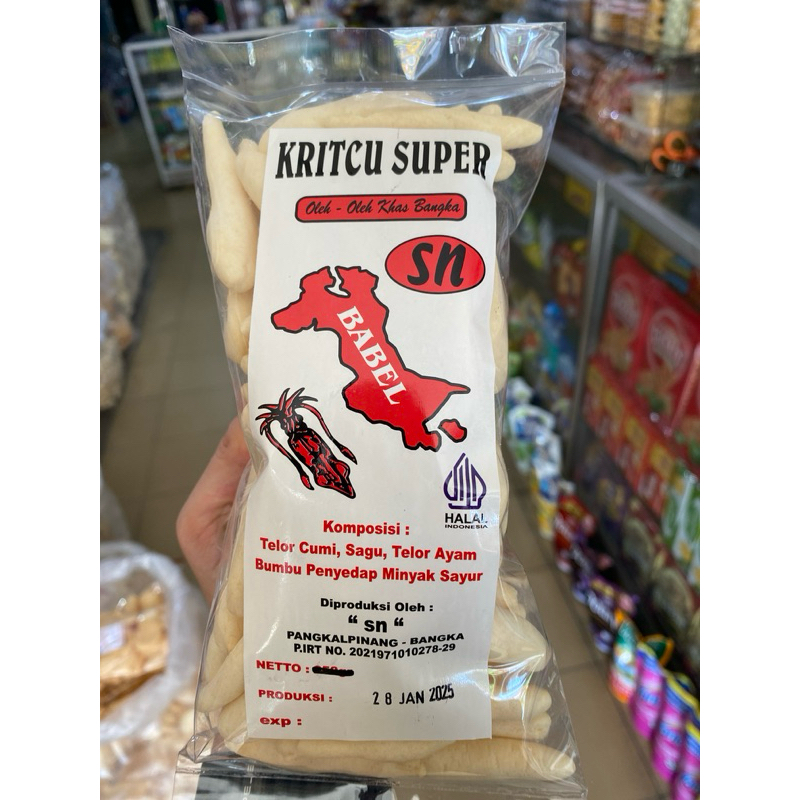 KRITCU SUPER
Oleh - Oleh Khas Bangka
sn
BABEL
HALAL
INDONESIA
Komposisi :
Telor Cumi, Sagu, Telor Ayam
Bumbu Penyedap Minyak Sayur
Diproduksi Oleh :
“ sn “
PANGKALPINANG - BANGKA
P.IRT NO. 2021971010278-29
NETTO :
PRODUKSI : 28 JAN 2025
exp :